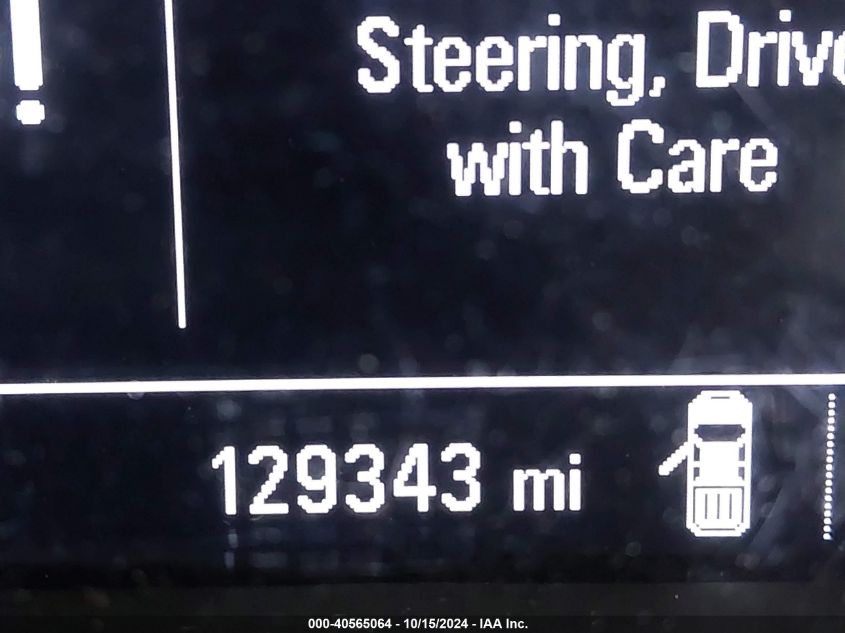 !
Steering, Drive
with Care
129343 mi
000-40565064 - 10/15/2024 - IAA Inc.